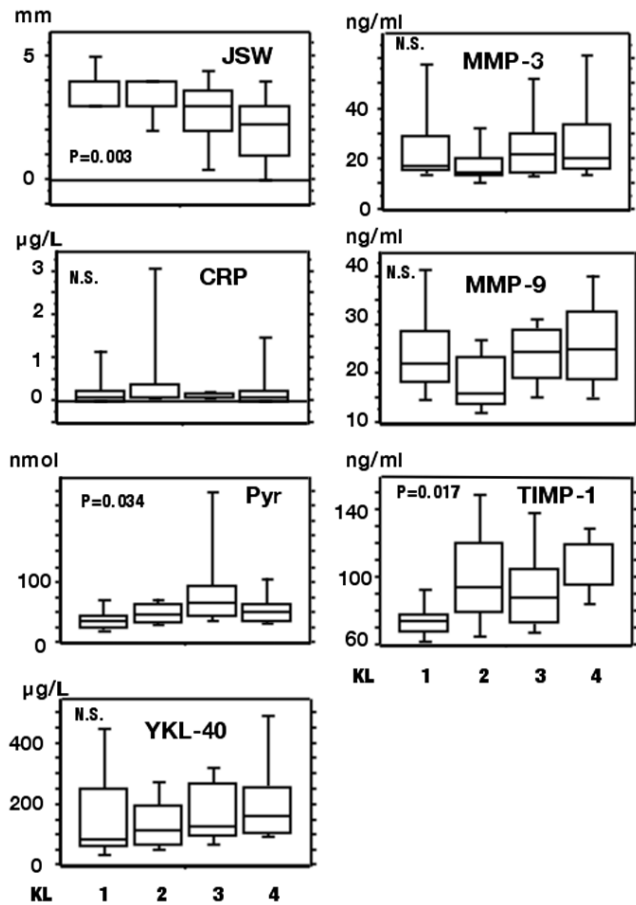 mm
JSW
5
P=0.003
0
ng/ml
N.S.
MMP-3
40
20
0
µg/L
N.S.
CRP
3
2
1
0
ng/ml
N.S.
MMP-9
40
30
20
10
nmol
P=0.034
Pyr
100
0
ng/ml
P=0.017
TIMP-1
140
100
60
KL 1 2 3 4
µg/L
N.S.
YKL-40
400
200
0
KL 1 2 3 4